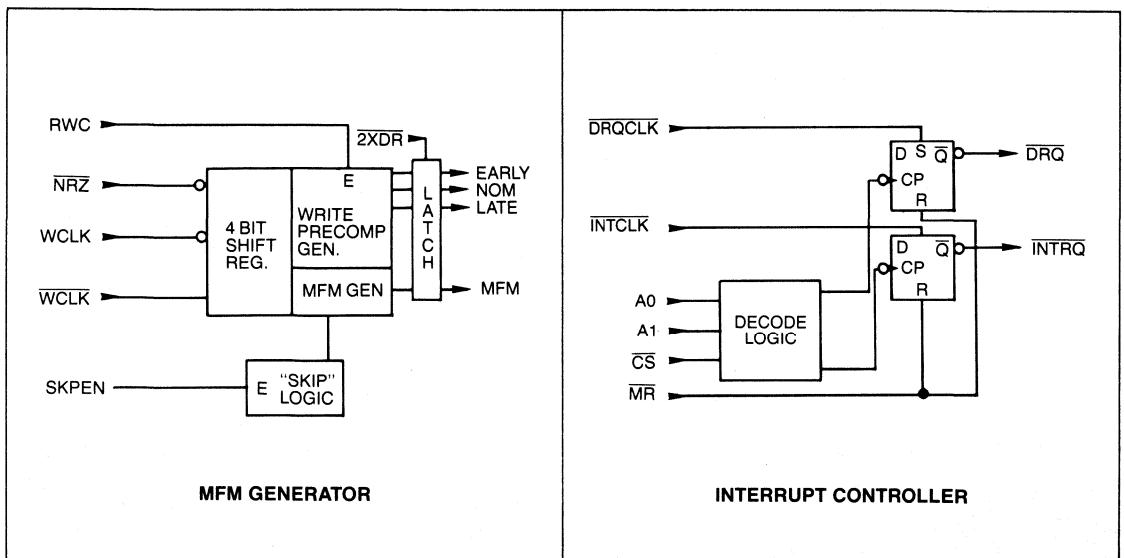 RWC
2XDR
EARLY
NOM
LATE
E
NRZ
WCLK
WCLK
4 BIT
SHIFT
REG.
WRITE
PRECOMP
GEN.
LATCH
MFM GEN
MFM
SKPEN
E
"SKIP"
LOGIC
MFM GENERATOR
DRQCLK
D S Q
CP
R
DRQ
INTCLK
D Q
CP
R
INTRQ
A0
A1
CS
MR
DECODE
LOGIC
INTERRUPT CONTROLLER